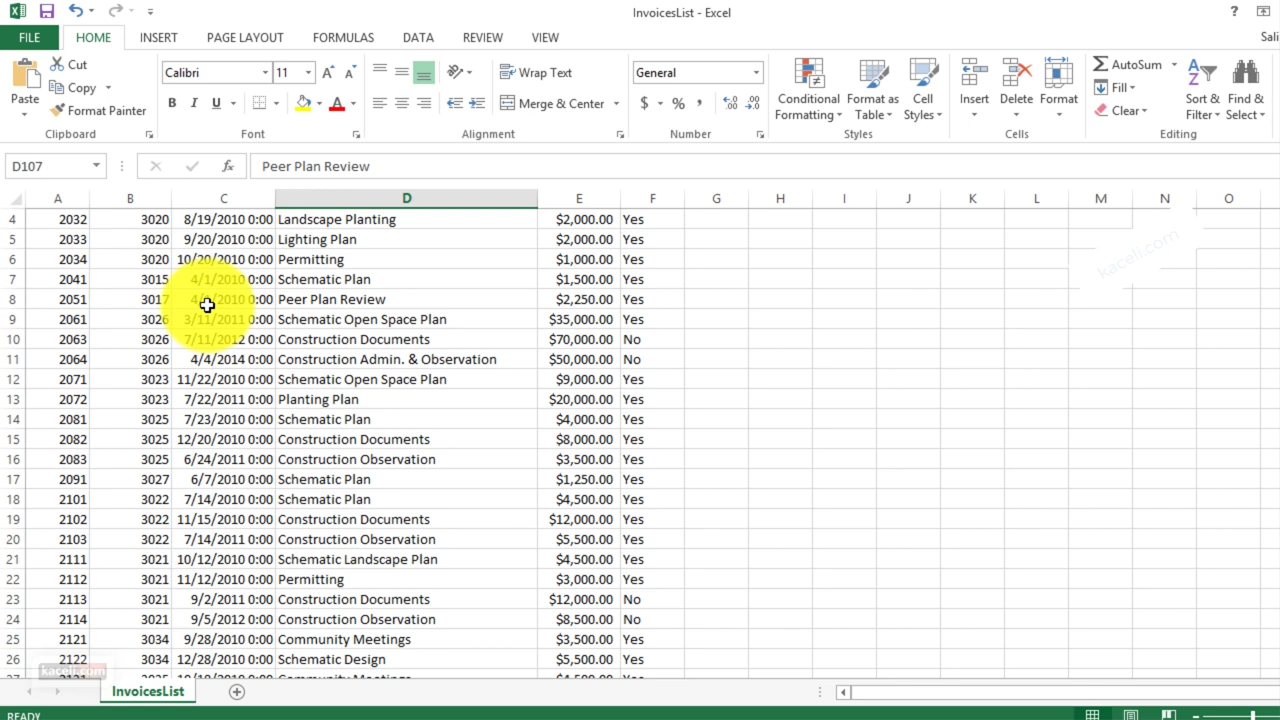 InvoicesList - Excel
?
FILE HOME INSERT PAGE LAYOUT FORMULAS DATA REVIEW VIEW Sali
Paste
Cut
Copy
Format Painter
Clipboard
Calibri 11
B I U
Font
Wrap Text
Merge & Center
Alignment
General
$ % ,
Number
Conditional Formatting
Format as Table
Cell Styles
Styles
Insert Delete Format
Cells
AutoSum
Fill
Clear
Sort & Filter
Find & Select
Editing
D107 fx Peer Plan Review
A B C D E F G H I J K L M N O
4 2032 3020 8/19/2010 0:00 Landscape Planting $2,000.00 Yes
5 2033 3020 9/20/2010 0:00 Lighting Plan $2,000.00 Yes
6 2034 3020 10/20/2010 0:00 Permitting $1,000.00 Yes
7 2041 3015 4/1/2010 0:00 Schematic Plan $1,500.00 Yes
8 2051 3017 0:00 Peer Plan Review $2,250.00 Yes
9 2061 3026 3/11/2011 0:00 Schematic Open Space Plan $35,000.00 Yes
10 2063 3026 7/11/2012 0:00 Construction Documents $70,000.00 No
11 2064 3026 4/4/2014 0:00 Construction Admin. & Observation $50,000.00 No
12 2071 3023 11/22/2010 0:00 Schematic Open Space Plan $9,000.00 Yes
13 2072 3023 7/22/2011 0:00 Planting Plan $20,000.00 Yes
14 2081 3025 7/23/2010 0:00 Schematic Plan $4,000.00 Yes
15 2082 3025 12/20/2010 0:00 Construction Documents $8,000.00 Yes
16 2083 3025 6/24/2011 0:00 Construction Observation $3,500.00 Yes
17 2091 3027 6/7/2010 0:00 Schematic Plan $1,250.00 Yes
18 2101 3022 7/14/2010 0:00 Schematic Plan $4,500.00 Yes
19 2102 3022 11/15/2010 0:00 Construction Documents $12,000.00 Yes
20 2103 3022 7/14/2011 0:00 Construction Observation $5,500.00 Yes
21 2111 3021 10/12/2010 0:00 Schematic Landscape Plan $4,500.00 Yes
22 2112 3021 11/12/2010 0:00 Permitting $3,000.00 Yes
23 2113 3021 9/2/2011 0:00 Construction Documents $12,000.00 No
24 2114 3021 9/5/2012 0:00 Construction Observation $8,500.00 No
25 2121 3034 9/28/2010 0:00 Community Meetings $3,500.00 Yes
26 2122 3034 12/28/2010 0:00 Schematic Design $5,500.00 Yes
kaceli.com
kaceli.com
InvoicesList
READY